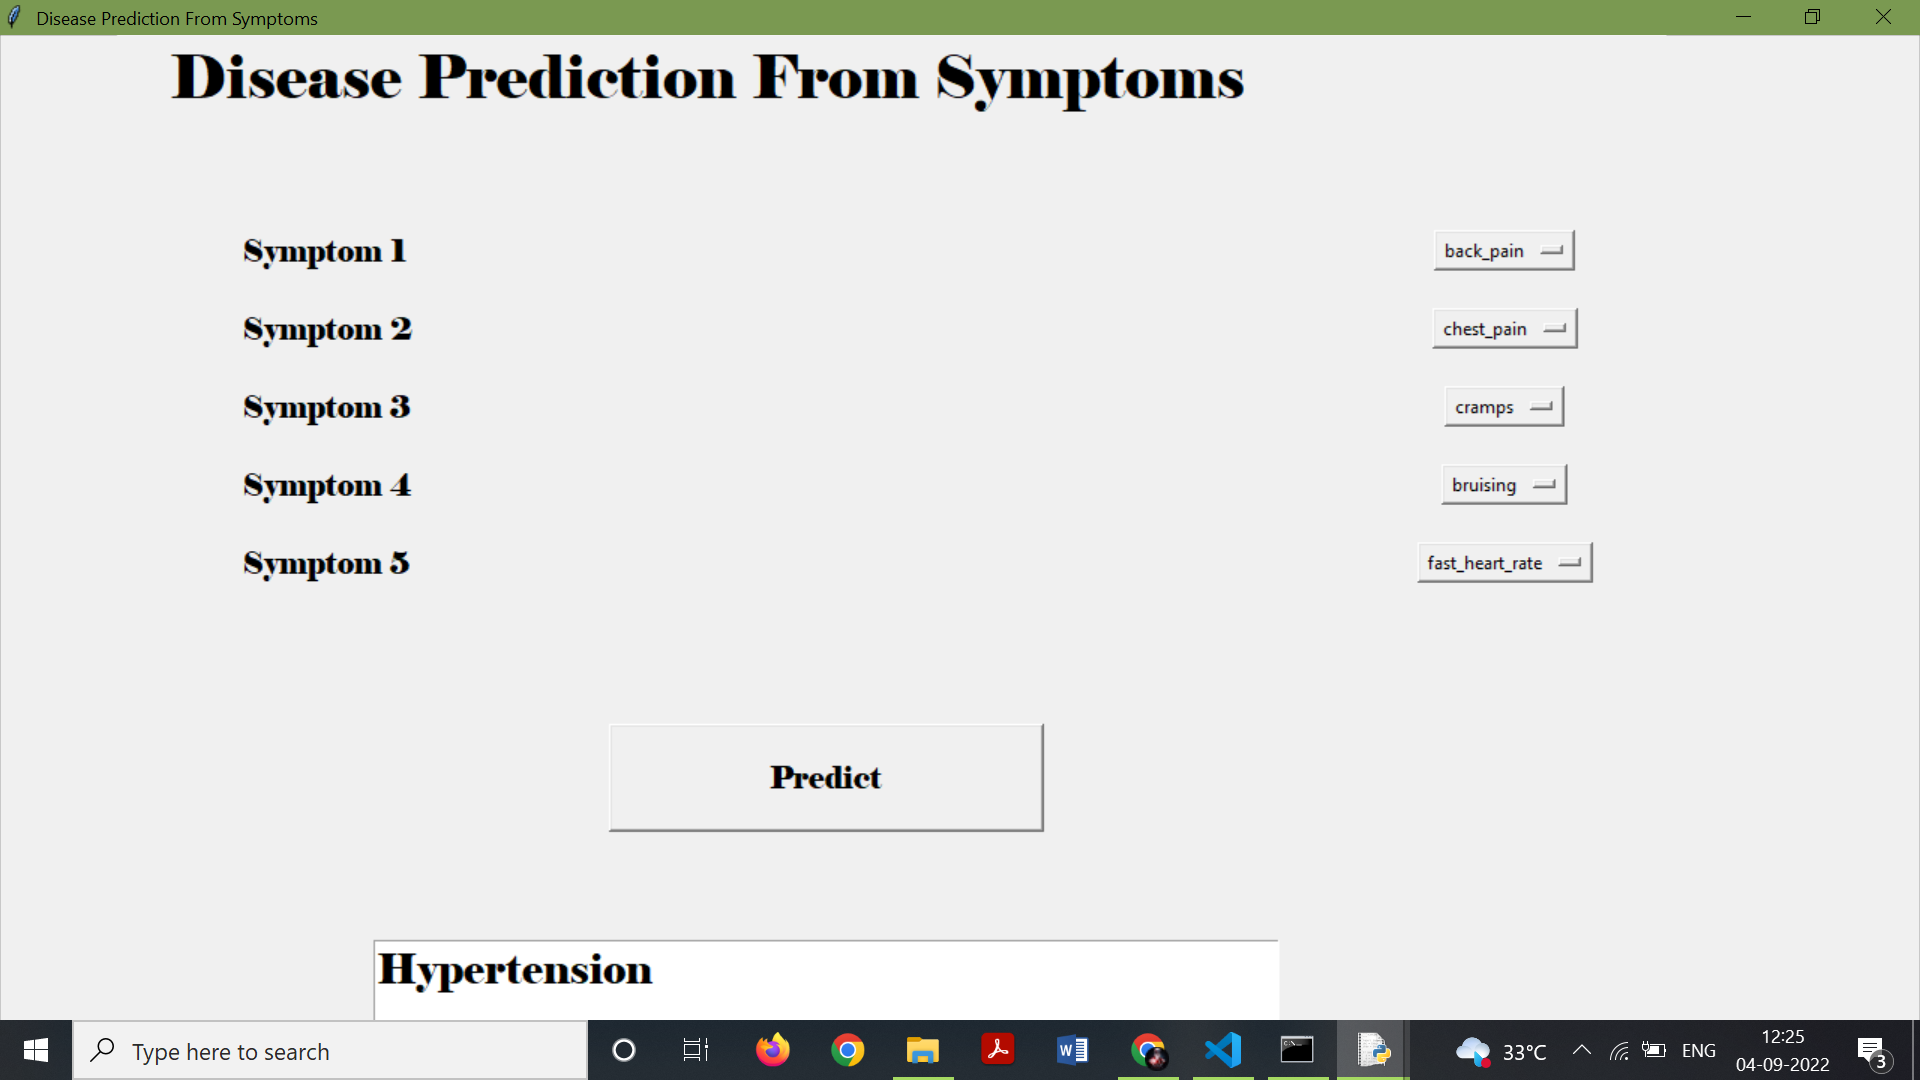 Disease Prediction From Symptoms
Disease Prediction From Symptoms
Symptom 1 back_pain
Symptom 2 chest_pain
Symptom 3 cramps
Symptom 4 bruising
Symptom 5 fast_heart_rate
Predict
Hypertension
Type here to search 33°C ENG 12:25
04-09-2022 3